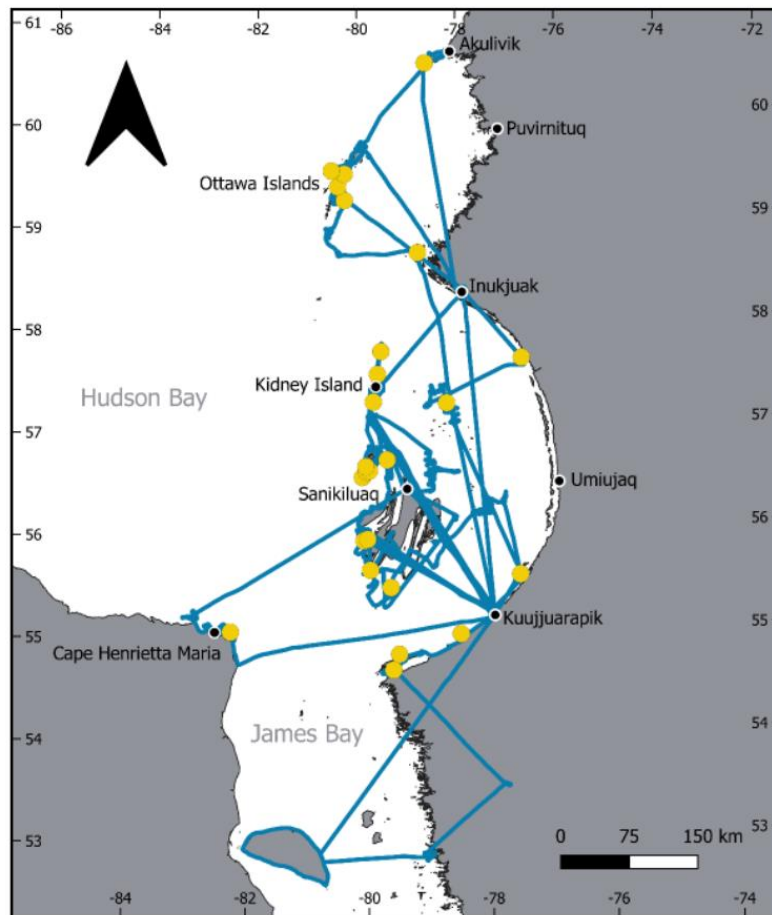 61
-86
-84
-82
-80
-78
-76
-74
-72
Akulivik
60
60
Puvirnituq
Ottawa Islands
59
59
Inukjuak
58
58
Kidney Island
Hudson Bay
57
57
Sanikiluaq
Umiujaq
56
56
55
55
Kuujjuarapik
Cape Henrietta Maria
James Bay
54
54
53
53
0 75 150 km
-84
-82
-80
-78
-76
-74